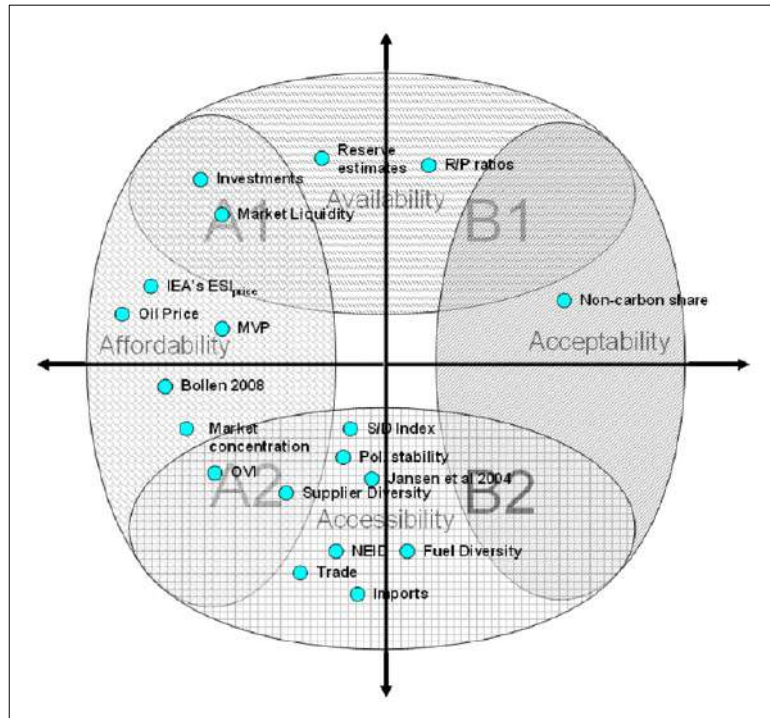 Reserve
estimates
R/P ratios
Investments
Availability
A1
B1
Market Liquidity
IEA's ESIprice
Non-carbon share
Oil Price
MVP
Affordability
Acceptability
Bollen 2008
Market
concentration
S/D Index
Pol. stability
OVI
A2
Jansen et al 2004
B2
Supplier Diversity
Accessibility
NEID
Fuel Diversity
Trade
Imports